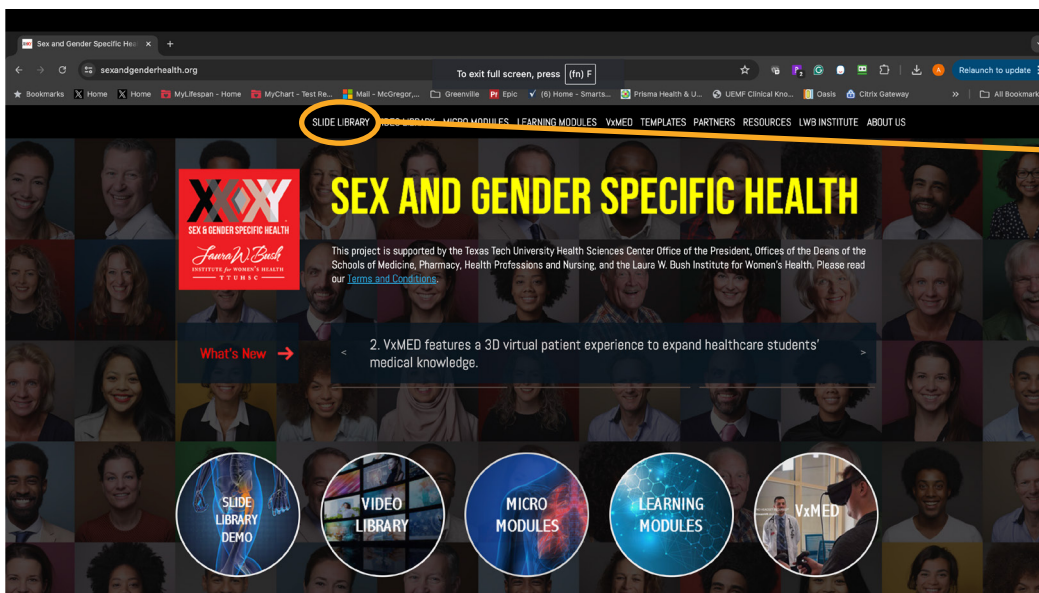 Sex and Gender Specific Hea
sexandgenderhealth.org
To exit full screen, press (fn) F
Relaunch to update
Bookmarks Home Home MyLifespan - Home MyChart - Test Re... Mail - McGregor,... Greenville Epic (6) Home - Smarts... Prisma Health & U... UEMF Clinical Kno... Oasis Citrix Gateway » All Bookmark
SLIDE LIBRARY VIDEO LIBRARY MICRO MODULES LEARNING MODULES VxMED TEMPLATES PARTNERS RESOURCES LWB INSTITUTE ABOUT US
XXXY
SEX & GENDER SPECIFIC HEALTH
Laura W. Bush
INSTITUTE for WOMEN'S HEALTH
TTUHSC
SEX AND GENDER SPECIFIC HEALTH
This project is supported by the Texas Tech University Health Sciences Center Office of the President, Offices of the Deans of the
Schools of Medicine, Pharmacy, Health Professions and Nursing, and the Laura W. Bush Institute for Women's Health. Please read
our Terms and Conditions.
What's New
< 2. VxMED features a 3D virtual patient experience to expand healthcare students' >
medical knowledge.
SLIDE
LIBRARY
DEMO
VIDEO
LIBRARY
MICRO
MODULES
LEARNING
MODULES
VxMED